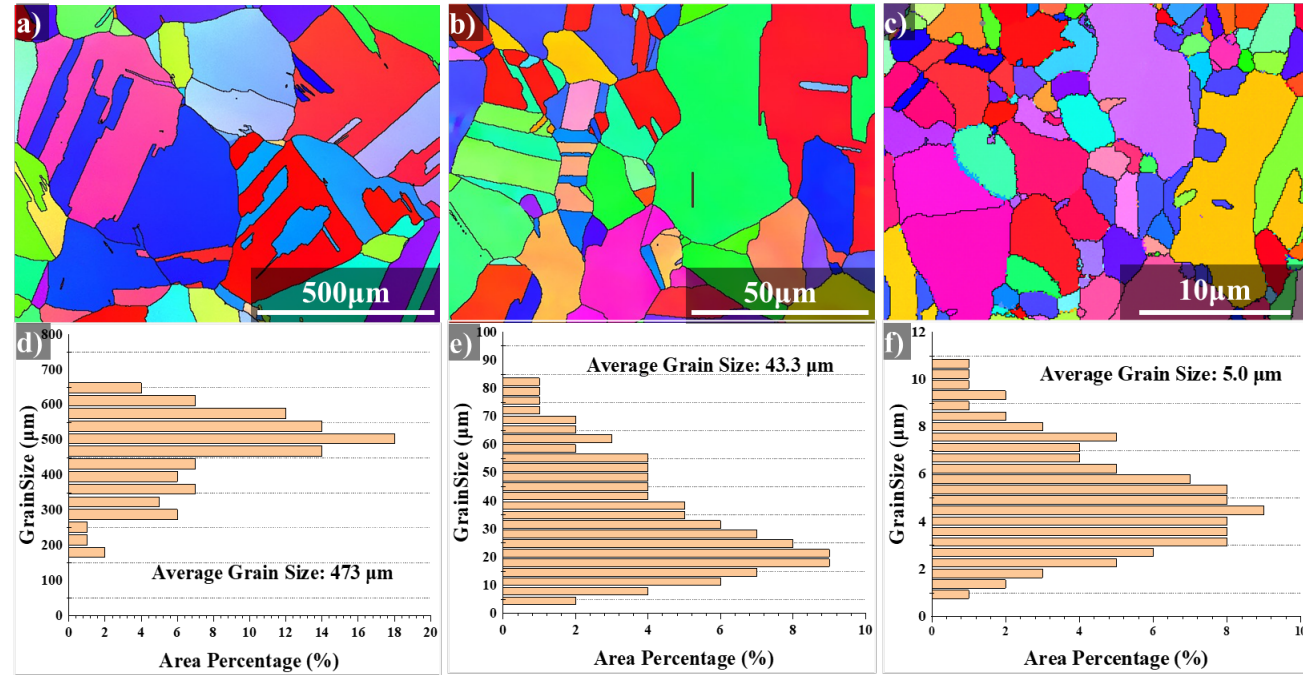 a)
500µm
b)
50µm
c)
10µm
d)
800
700
600
500
400
300
200
100
0
GrainSize (µm)
Average Grain Size: 473 µm
0 2 4 6 8 10 12 14 16 18 20
Area Percentage (%)
e)
100
90
80
70
60
50
40
30
20
10
0
GrainSize (µm)
Average Grain Size: 43.3 µm
0 2 4 6 8 10
Area Percentage (%)
f)
12
10
8
6
4
2
0
GrainSize (µm)
Average Grain Size: 5.0 µm
0 2 4 6 8 10
Area Percentage (%)